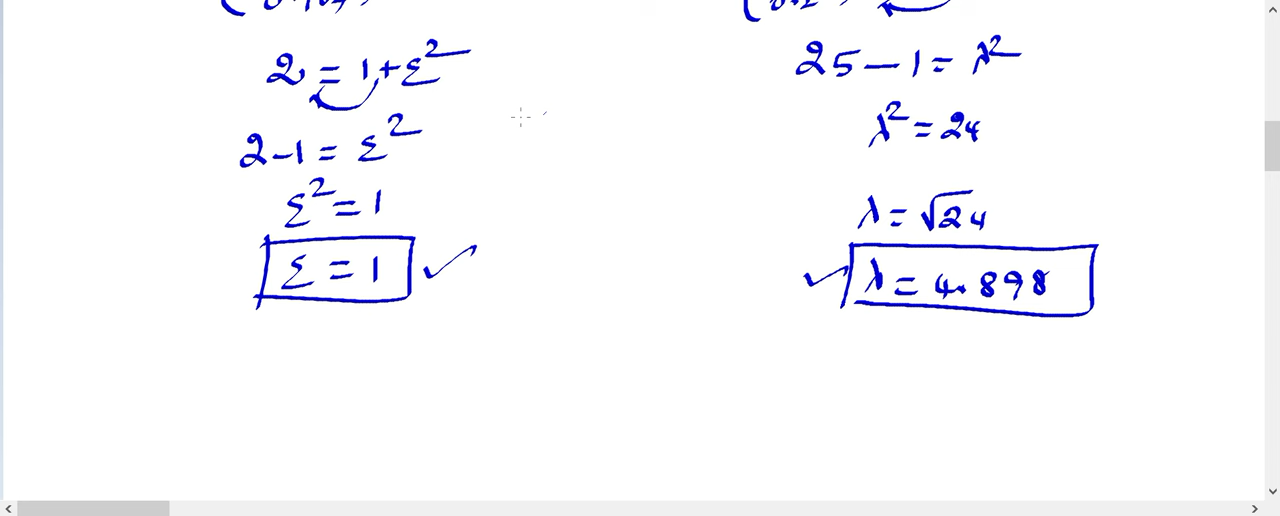 2 = 1+ε²
2-1 = ε²
ε² = 1
ε = 1 ✓
25 - 1 = λ²
λ² = 24
λ = √24
✓ λ = 4.898